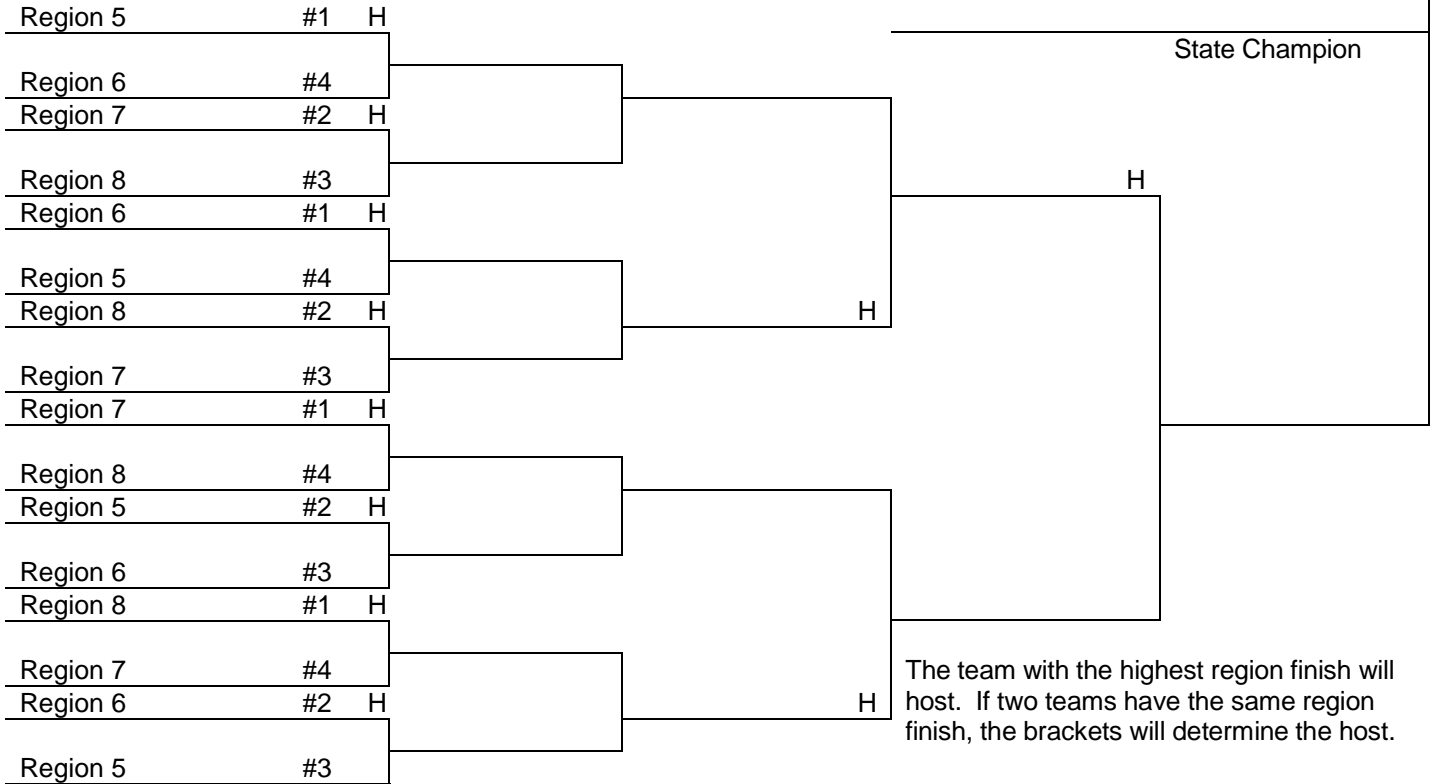 Region 5 #1 H
State Champion
Region 6 #4
Region 7 #2 H
Region 8 #3
H
Region 6 #1 H
Region 5 #4
Region 8 #2 H
H
Region 7 #3
Region 7 #1 H
Region 8 #4
Region 5 #2 H
Region 6 #3
Region 8 #1 H
Region 7 #4
Region 6 #2 H
H
The team with the highest region finish will
host. If two teams have the same region
finish, the brackets will determine the host.
Region 5 #3